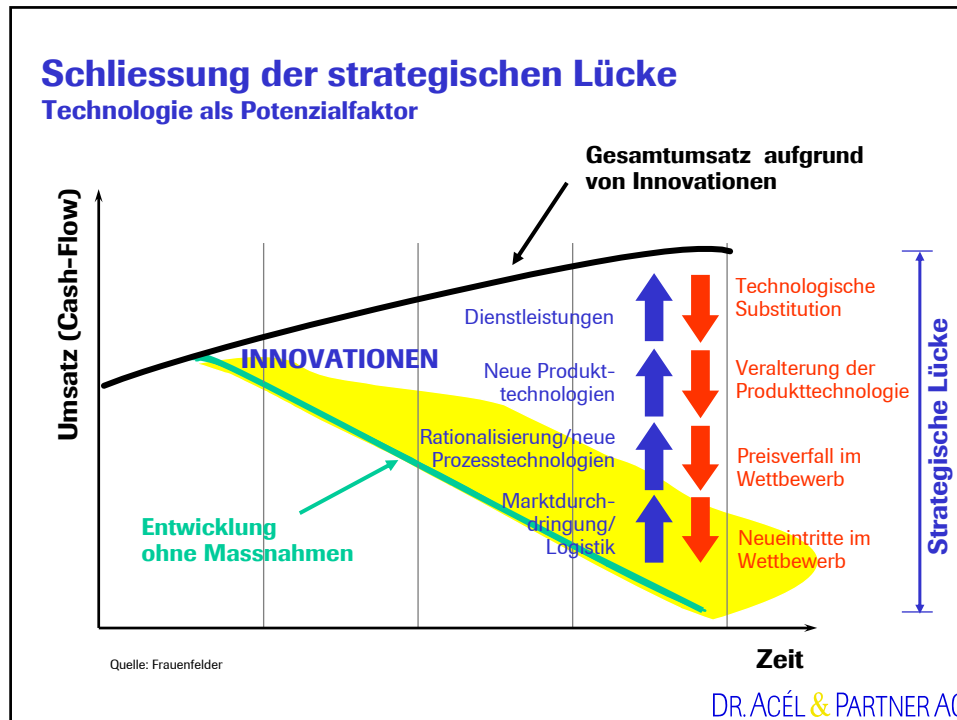 Schliessung der strategischen Lücke
Technologie als Potenzialfaktor
Gesamtumsatz aufgrund
von Innovationen
Umsatz (Cash-Flow)
INNOVATIONEN
Dienstleistungen
Neue Produkt-
technologien
Rationalisierung/neue
Prozesstechnologien
Marktdurch-
dringung/
Logistik
Technologische
Substitution
Veralterung der
Produkttechnologie
Preisverfall im
Wettbewerb
Neueintritte im
Wettbewerb
Strategische Lücke
Entwicklung
ohne Massnahmen
Zeit
Quelle: Frauenfelder
DR. ACÉL & PARTNER AG